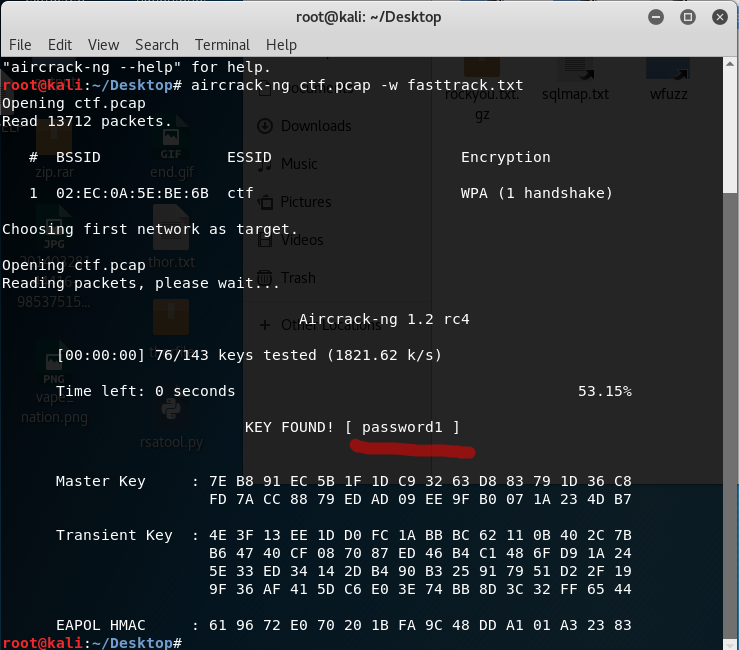 root@kali: ~/Desktop
File Edit View Search Terminal Help
"aircrack-ng --help" for help.
root@kali:~/Desktop# aircrack-ng ctf.pcap -w fasttrack.txt
Opening ctf.pcap
Read 13712 packets.
# BSSID ESSID Encryption
1 02:EC:0A:5E:BE:6B ctf WPA (1 handshake)
Choosing first network as target.
Opening ctf.pcap
Reading packets, please wait...
Aircrack-ng 1.2 rc4
[00:00:00] 76/143 keys tested (1821.62 k/s)
Time left: 0 seconds 53.15%
KEY FOUND! [ password1 ]
Master Key : 7E B8 91 EC 5B 1F 1D C9 32 63 D8 83 79 1D 36 C8
FD 7A CC 88 79 ED AD 09 EE 9F B0 07 1A 23 4D B7
Transient Key : 4E 3F 13 EE 1D D0 FC 1A BB BC 62 11 0B 40 2C 7B
B6 47 40 CF 08 70 87 ED 46 B4 C1 48 6F D9 1A 24
5E 33 ED 34 14 2D B4 90 B3 25 91 79 51 D2 2F 19
9F 36 AF 41 5D C6 E0 3E 74 BB 8D 3C 32 FF 65 44
EAPOL HMAC : 61 96 72 E0 70 20 1B FA 9C 48 DD A1 01 A3 23 83
root@kali:~/Desktop#
rockyou.txt.
gz
sqlmap.txt
wfuzz
Downloads
Music
Pictures
Videos
Trash
+ Other Locations
zip.rar
GIF
end.gif
JPG
98537515...
thor.txt
PNG
nation.png
rsatool.py